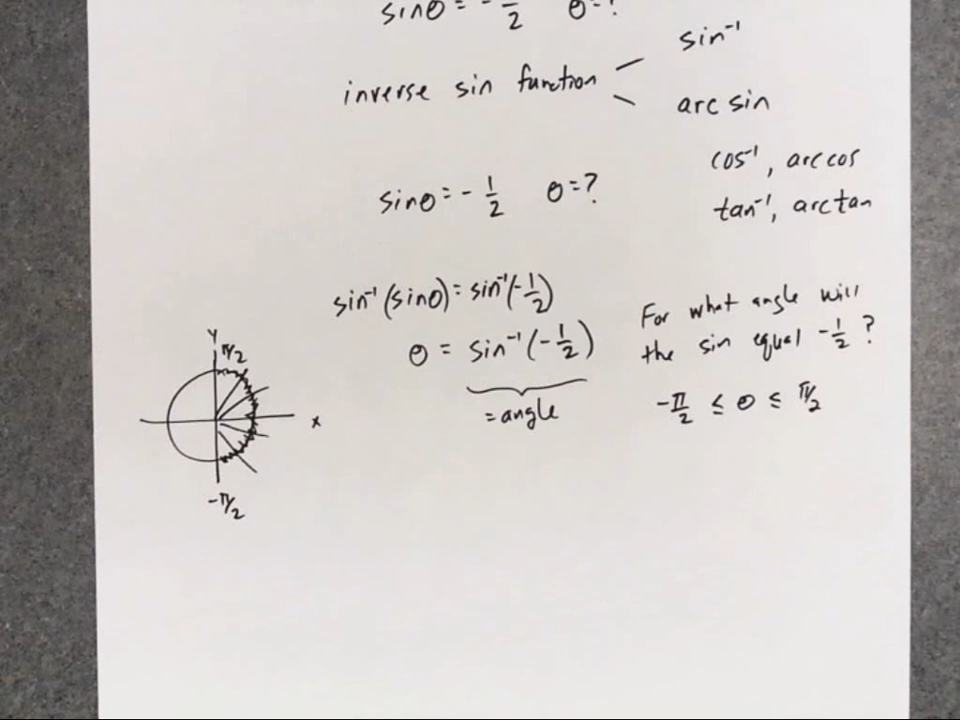 sinθ = - 1/2 θ = ?
inverse sin function
sin⁻¹
arc sin
cos⁻¹, arccos
tan⁻¹, arctan
sinθ = - 1/2 θ = ?
sin⁻¹(sinθ) = sin⁻¹(-1/2)
θ = sin⁻¹(-1/2)
= angle
For what angle will
the sin equal -1/2 ?
-π/2 ≤ θ ≤ π/2
y
π/2
x
-π/2